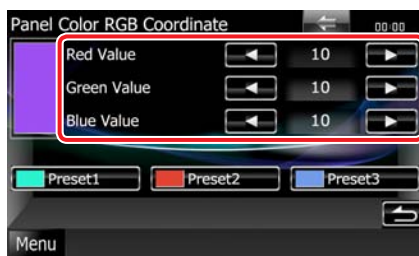 Panel Color RGB Coordinate 00:00
Red Value 10
Green Value 10
Blue Value 10
Preset1 Preset2 Preset3
Menu